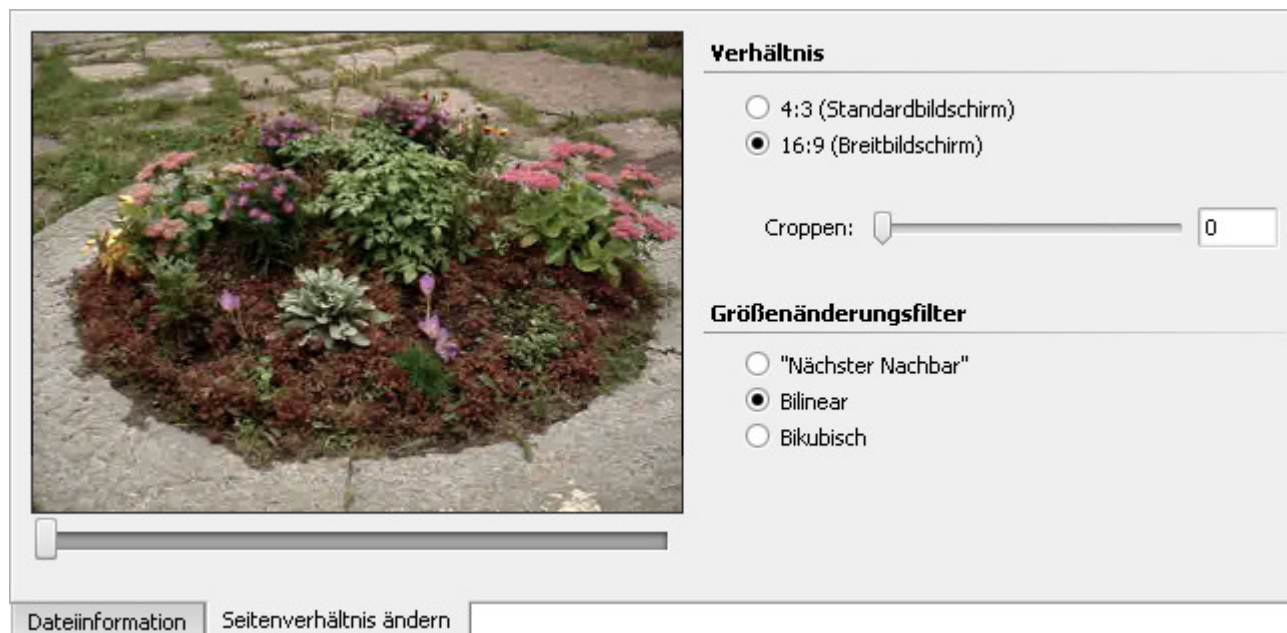 Verhältnis
4:3 (Standardbildschirm)
16:9 (Breitbildschirm)
Croppen:
0
Größenänderungsfilter
"Nächster Nachbar"
Bilinear
Bikubisch
Dateiinformation
Seitenverhältnis ändern